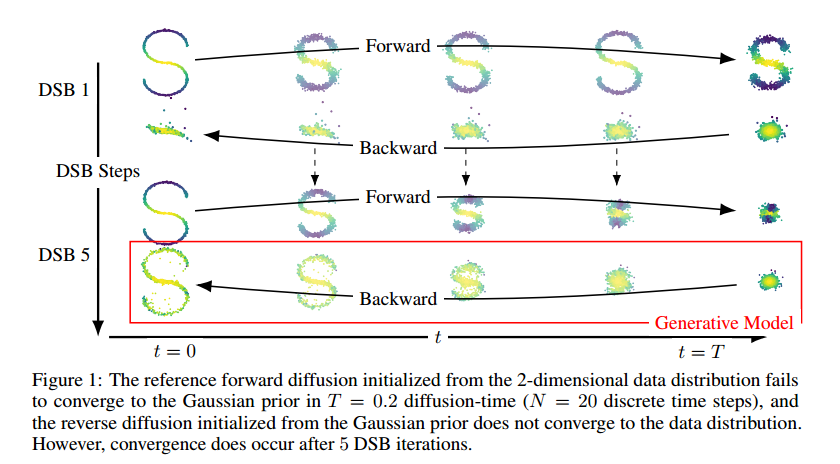 Forward
DSB 1
Backward
DSB Steps
Forward
DSB 5
Backward
Generative Model
t
t = 0
t = T
Figure 1: The reference forward diffusion initialized from the 2-dimensional data distribution fails
to converge to the Gaussian prior in T = 0.2 diffusion-time (N = 20 discrete time steps), and
the reverse diffusion initialized from the Gaussian prior does not converge to the data distribution.
However, convergence does occur after 5 DSB iterations.